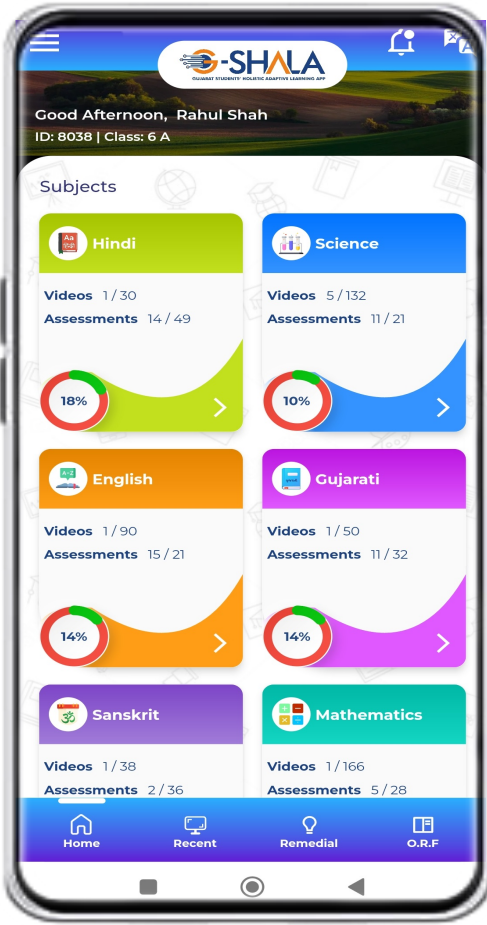 G-SHALA
GUJARAT STUDENTS' HOLISTIC ADAPTIVE LEARNING APP
Good Afternoon, Rahul Shah
ID: 8038 | Class: 6 A
Subjects
Aa
Hindi
Videos 1/30
Assessments 14/49
18%
Science
Videos 5/132
Assessments 11/21
10%
A-Z
English
Videos 1/90
Assessments 15/21
14%
Gujarati
Videos 1/50
Assessments 11/32
14%
ॐ
Sanskrit
Videos 1/38
Assessments 2/36
Mathematics
Videos 1/166
Assessments 5/28
Home
Recent
Remedial
O.R.F